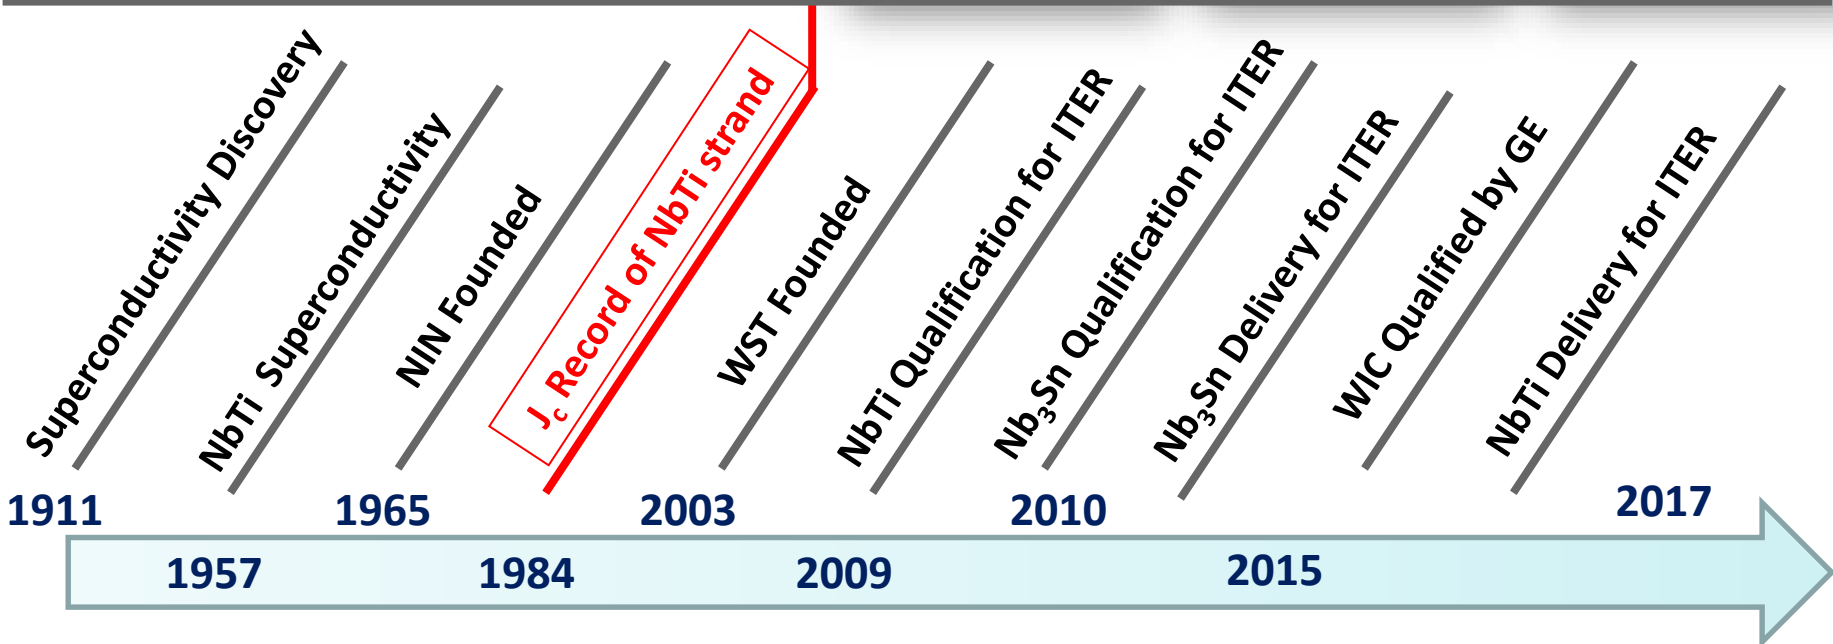 Superconductivity Discovery
NbTi Superconductivity
NIN Founded
Jc Record of NbTi strand
WST Founded
NbTi Qualification for ITER
Nb3Sn Qualification for ITER
Nb3Sn Delivery for ITER
WIC Qualified by GE
NbTi Delivery for ITER
1911
1965
2003
2010
2017
1957
1984
2009
2015